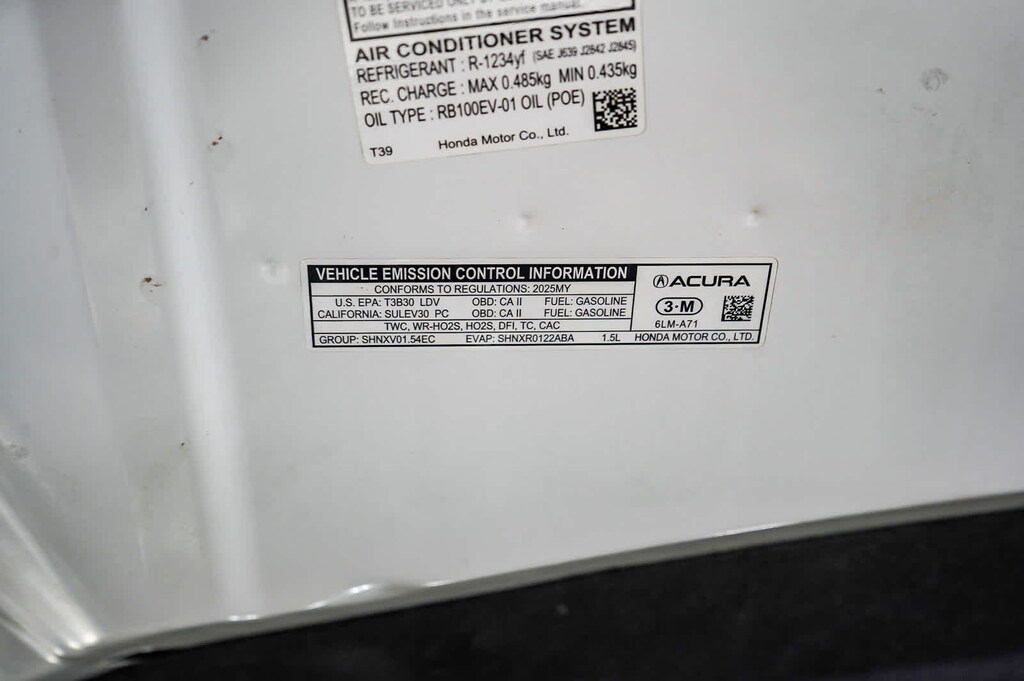 TO BE SERVICED ONLY BY
Follow Instructions in the service manual.
AIR CONDITIONER SYSTEM
REFRIGERANT : R-1234yf (SAE J639 J2842 J2845)
REC. CHARGE : MAX 0.485kg MIN 0.435kg
OIL TYPE : RB100EV-01 OIL (POE)
T39 Honda Motor Co., Ltd.
VEHICLE EMISSION CONTROL INFORMATION
CONFORMS TO REGULATIONS: 2025MY
U.S. EPA: T3B30 LDV OBD: CA II FUEL: GASOLINE
CALIFORNIA: SULEV30 PC OBD: CA II FUEL: GASOLINE
TWC, WR-HO2S, HO2S, DFI, TC, CAC
GROUP: SHNXV01.54EC EVAP: SHNXR0122ABA 1.5L
ACURA
3·M
6LM-A71
HONDA MOTOR CO., LTD.